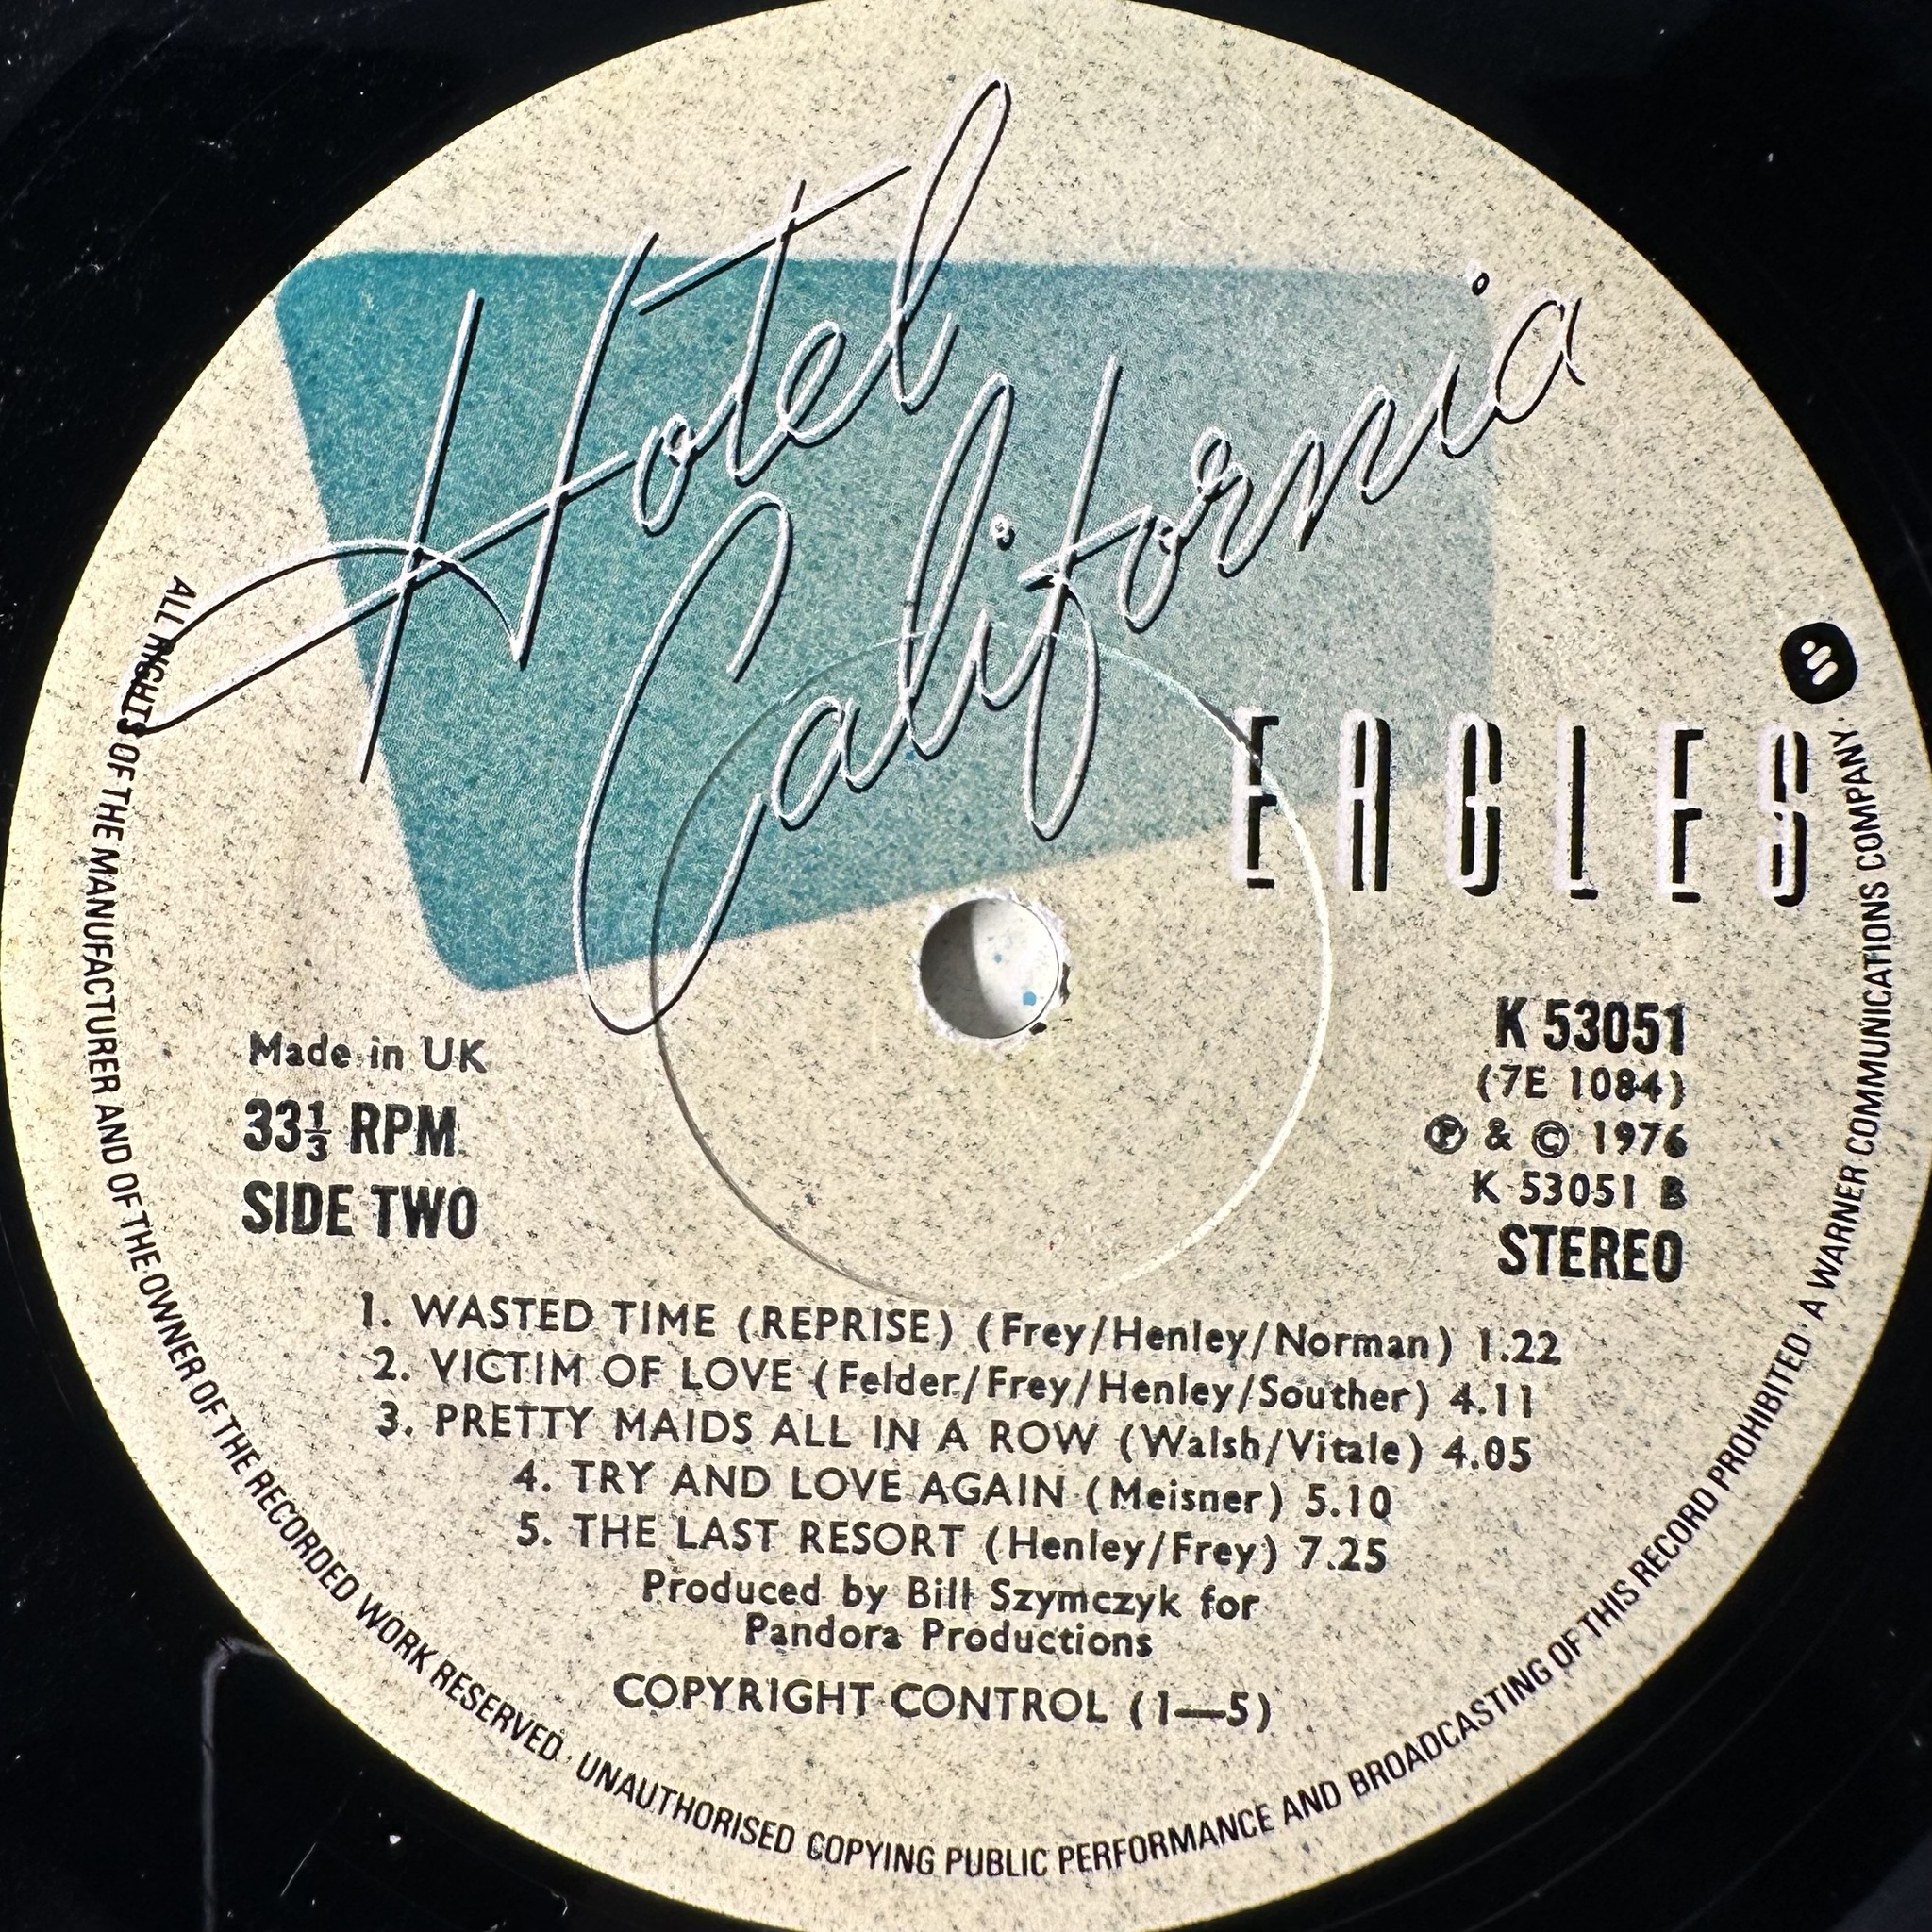 Hotel
California
EAGLES
Made in UK
33⅓ RPM
SIDE TWO
K 53051
(7E 1084)
℗ & © 1976
K 53051 B
STEREO
1. WASTED TIME (REPRISE) (Frey/Henley/Norman) 1.22
2. VICTIM OF LOVE (Felder/Frey/Henley/Souther) 4.11
3. PRETTY MAIDS ALL IN A ROW (Walsh/Vitale) 4.05
4. TRY AND LOVE AGAIN (Meisner) 5.10
5. THE LAST RESORT (Henley/Frey) 7.25
Produced by Bill Szymczyk for
Pandora Productions
COPYRIGHT CONTROL (1—5)
ALL RIGHTS OF THE MANUFACTURER AND OF THE OWNER OF THE RECORDED WORK RESERVED · UNAUTHORISED COPYING PUBLIC PERFORMANCE AND BROADCASTING OF THIS RECORD PROHIBITED · A WARNER COMMUNICATIONS COMPANY ·